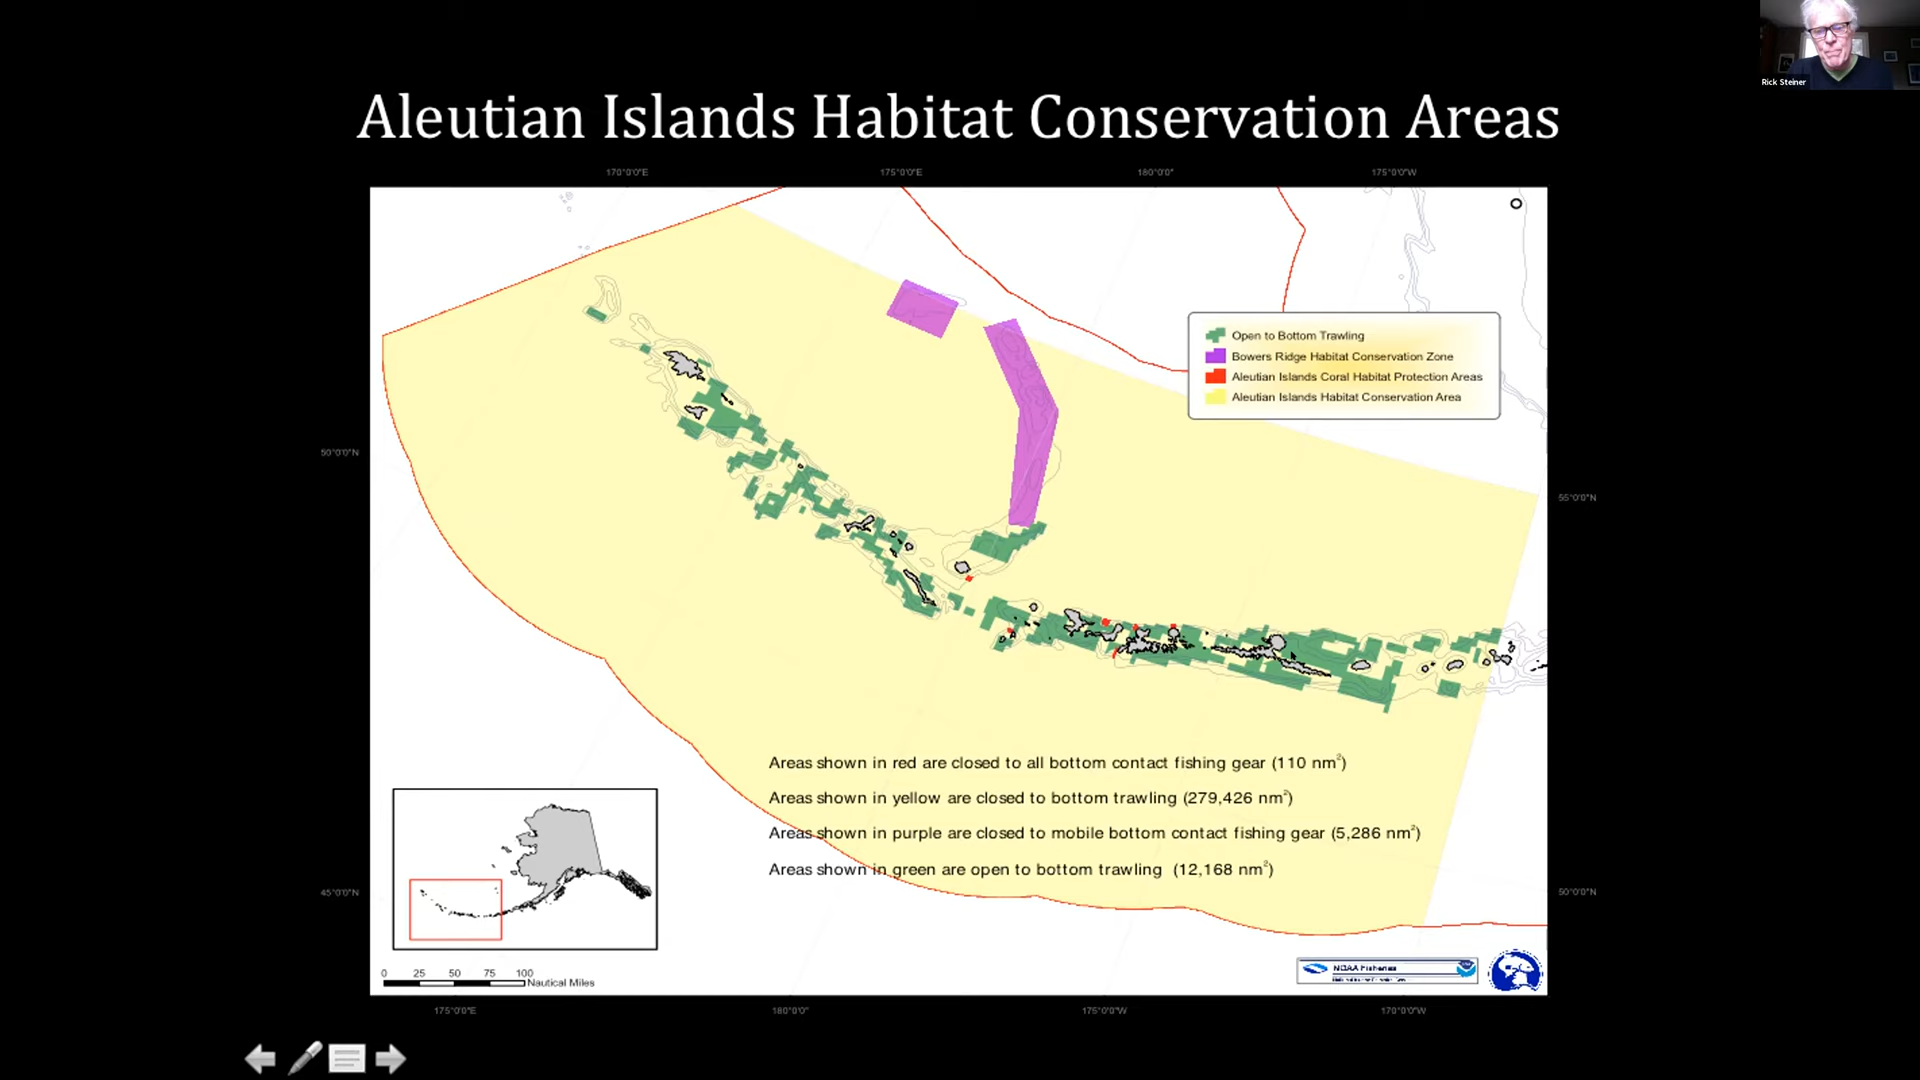 Rick Steiner
Aleutian Islands Habitat Conservation Areas
170°0'0"E 175°0'0"E 180°0'0" 175°0'0"W
Open to Bottom Trawling
Bowers Ridge Habitat Conservation Zone
Aleutian Islands Coral Habitat Protection Areas
Aleutian Islands Habitat Conservation Area
50°0'0"N
55°0'0"N
Areas shown in red are closed to all bottom contact fishing gear (110 nm²)
Areas shown in yellow are closed to bottom trawling (279,426 nm²)
Areas shown in purple are closed to mobile bottom contact fishing gear (5,286 nm²)
Areas shown in green are open to bottom trawling (12,168 nm²)
45°0'0"N
50°0'0"N
0 25 50 75 100
Nautical Miles
NOAA Fisheries
175°0'0"E 180°0'0" 175°0'0"W 170°0'0"W